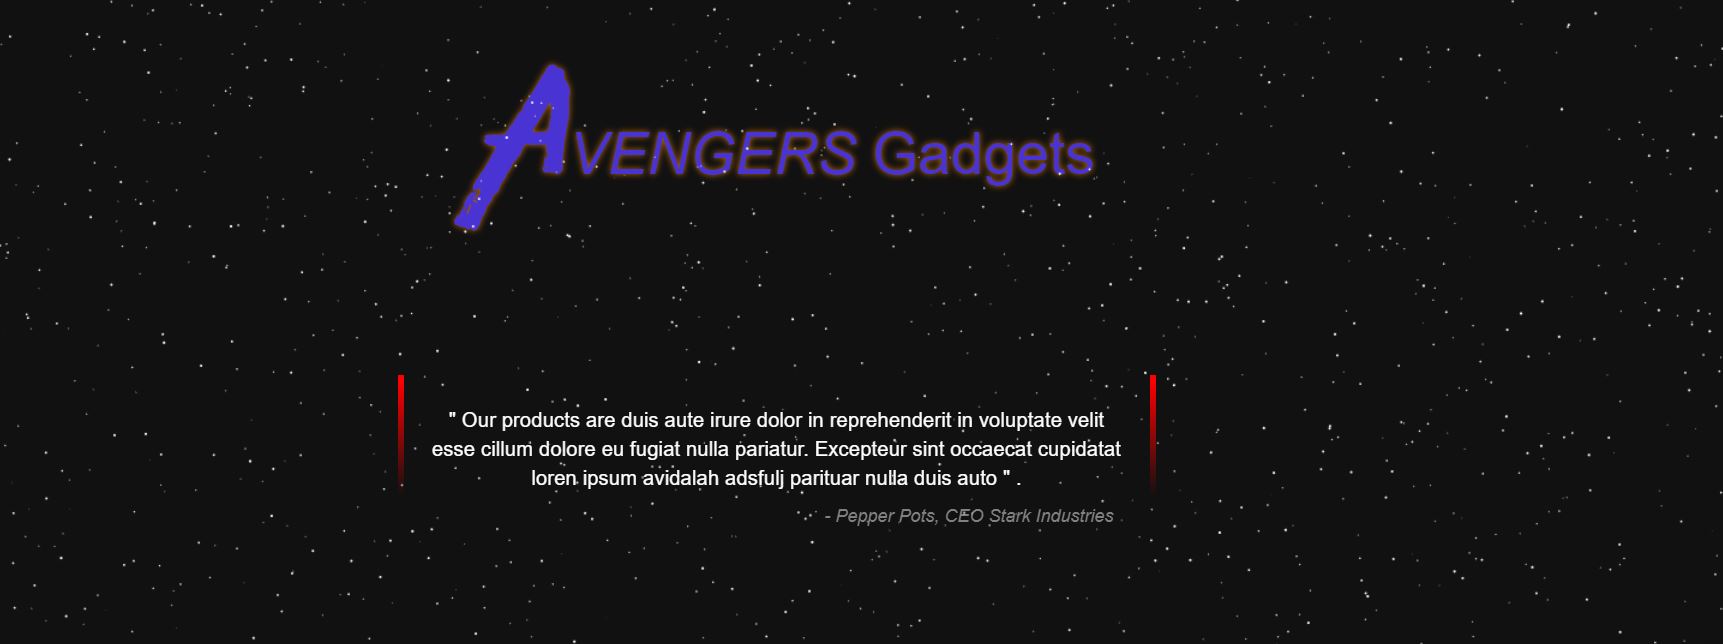 AVENGERS Gadgets
" Our products are duis aute irure dolor in reprehenderit in voluptate velit
esse cillum dolore eu fugiat nulla pariatur. Excepteur sint occaecat cupidatat
loren ipsum avidalah adsfulj parituar nulla duis auto " .
- Pepper Pots, CEO Stark Industries